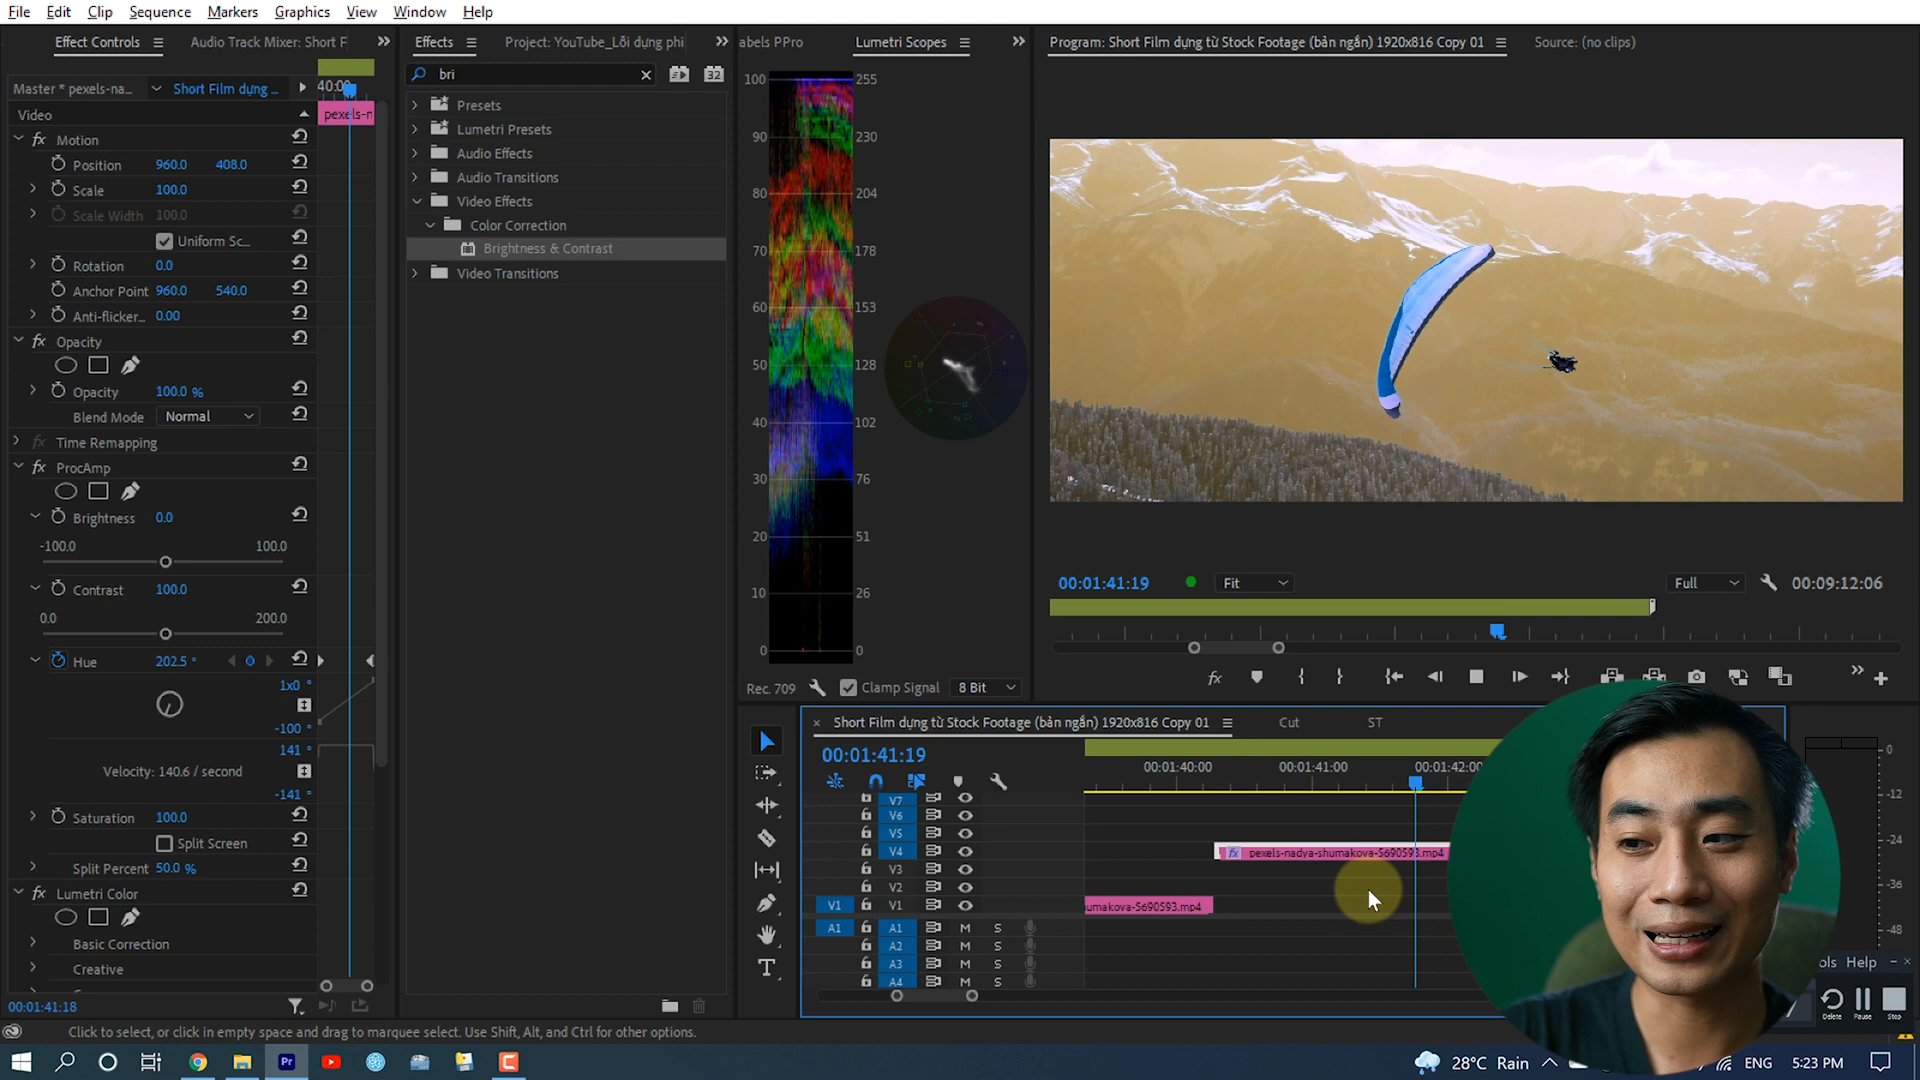 File Edit Clip Sequence Markers Graphics View Window Help
Effect Controls Audio Track Mixer: Short F
Effects Project: YouTube_Lỗi dựng phi
abels PPro Lumetri Scopes
Program: Short Film dựng từ Stock Footage (bản ngắn) 1920x816 Copy 01 Source: (no clips)
Master * pexels-na... Short Film dựng ... 40:00
Video pexels-n
Motion
Position 960.0 408.0
Scale 100.0
Scale Width 100.0
Uniform Sc...
Rotation 0.0
Anchor Point 960.0 540.0
Anti-flicker... 0.00
Opacity
Opacity 100.0 %
Blend Mode Normal
Time Remapping
ProcAmp
Brightness 0.0
-100.0 100.0
Contrast 100.0
0.0 200.0
Hue 202.5 °
1x0 °
-100 °
141 °
Velocity: 140.6 / second
-141 °
Saturation 100.0
Split Screen
Split Percent 50.0 %
Lumetri Color
Basic Correction
Creative
00:01:41:18
bri 32
Presets
Lumetri Presets
Audio Effects
Audio Transitions
Video Effects
Color Correction
Brightness & Contrast
Video Transitions
100 255
90 230
80 204
70 178
60 153
50 128
40 102
30 76
20 51
10 26
0 0
Rec. 709 Clamp Signal 8 Bit
00:01:41:19 Fit Full 00:09:12:06
Short Film dựng từ Stock Footage (bản ngắn) 1920x816 Copy 01 Cut ST
00:01:41:19
00:01:40:00 00:01:41:00 00:01:42:00
V7
V6
V5
V4 pexels-nadya-shumakova-5690593.mp4
V3
V2
V1 V1 umakova-5690593.mp4
A1 A1 M S
A2 M S
A3 M S
A4 M S
0
-12
-24
-36
-48
ols Help
Delete Pause Stop
Click to select, or click in empty space and drag to marquee select. Use Shift, Alt, and Ctrl for other options.
Pr 28°C Rain ENG 5:23 PM